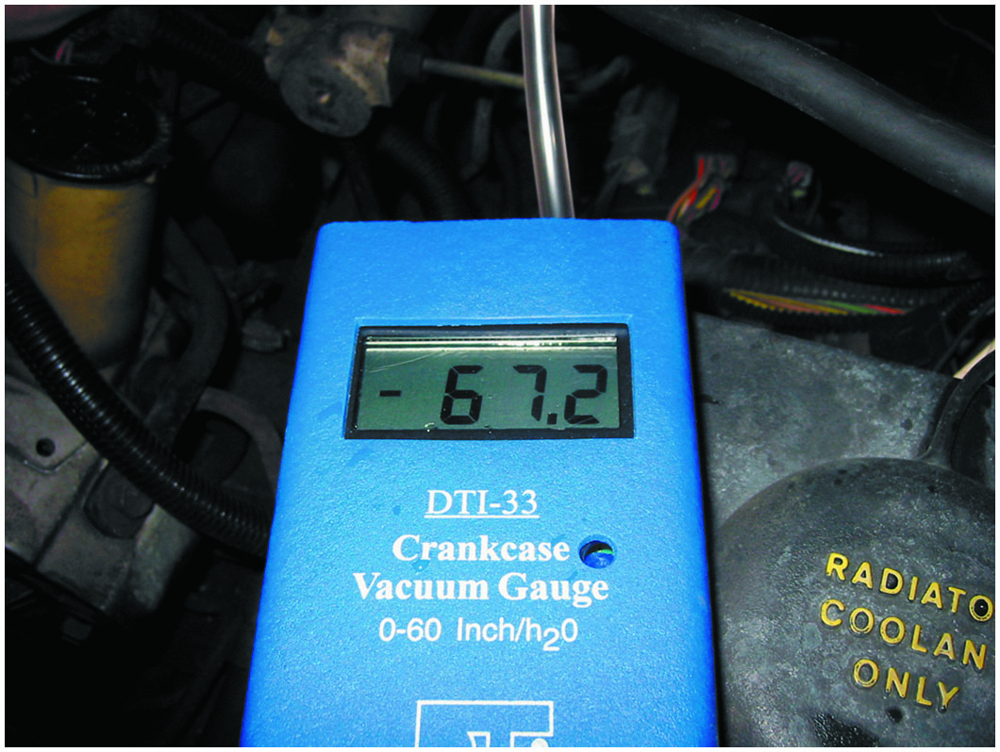 - 67.2
DTI-33
Crankcase
Vacuum Gauge
0-60 Inch/h20
RADIATO
COOLAN
ONLY